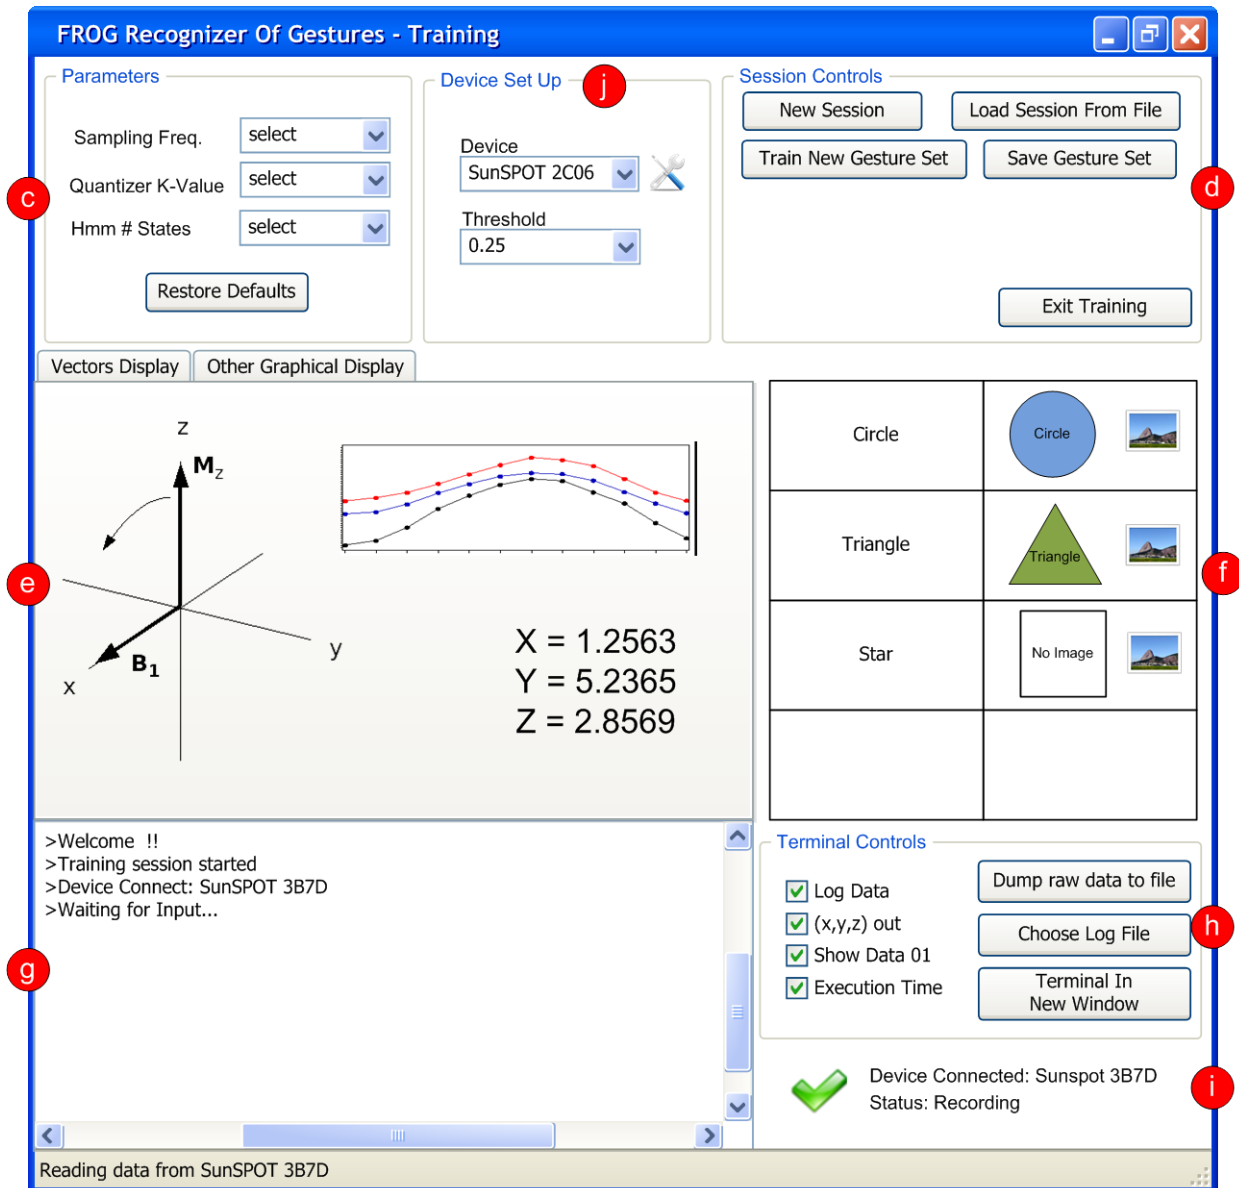 FROG Recognizer Of Gestures - Training
Parameters
Sampling Freq.
select
Quantizer K-Value
select
Hmm # States
select
Restore Defaults
c
Device Set Up
j
Device
SunSPOT 2C06
Threshold
0.25
Session Controls
New Session
Load Session From File
Train New Gesture Set
Save Gesture Set
Exit Training
d
Vectors Display
Other Graphical Display
z
Mz
y
B1
x
X = 1.2563
Y = 5.2365
Z = 2.8569
e
Circle
Circle
Triangle
Triangle
Star
No Image
f
>Welcome !!
>Training session started
>Device Connect: SunSPOT 3B7D
>Waiting for Input...
g
Terminal Controls
Log Data
(x,y,z) out
Show Data 01
Execution Time
Dump raw data to file
Choose Log File
Terminal In
New Window
h
Device Connected: Sunspot 3B7D
Status: Recording
i
Reading data from SunSPOT 3B7D